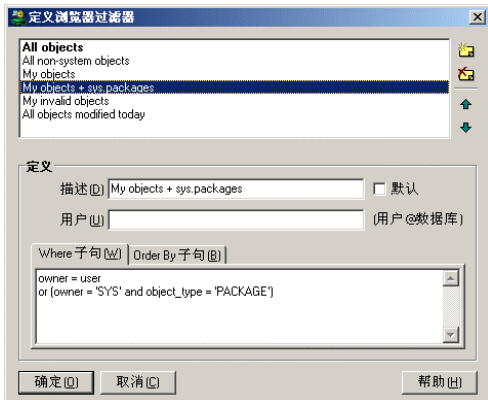 定义浏览器过滤器
All objects
All non-system objects
My objects
My objects + sys.packages
My invalid objects
All objects modified today
定义
描述(D) My objects + sys.packages 默认
用户(U) (用户@数据库)
Where 子句(W) Order By 子句(B)
owner = user
or (owner = 'SYS' and object_type = 'PACKAGE')
确定(O) 取消(C) 帮助(H)